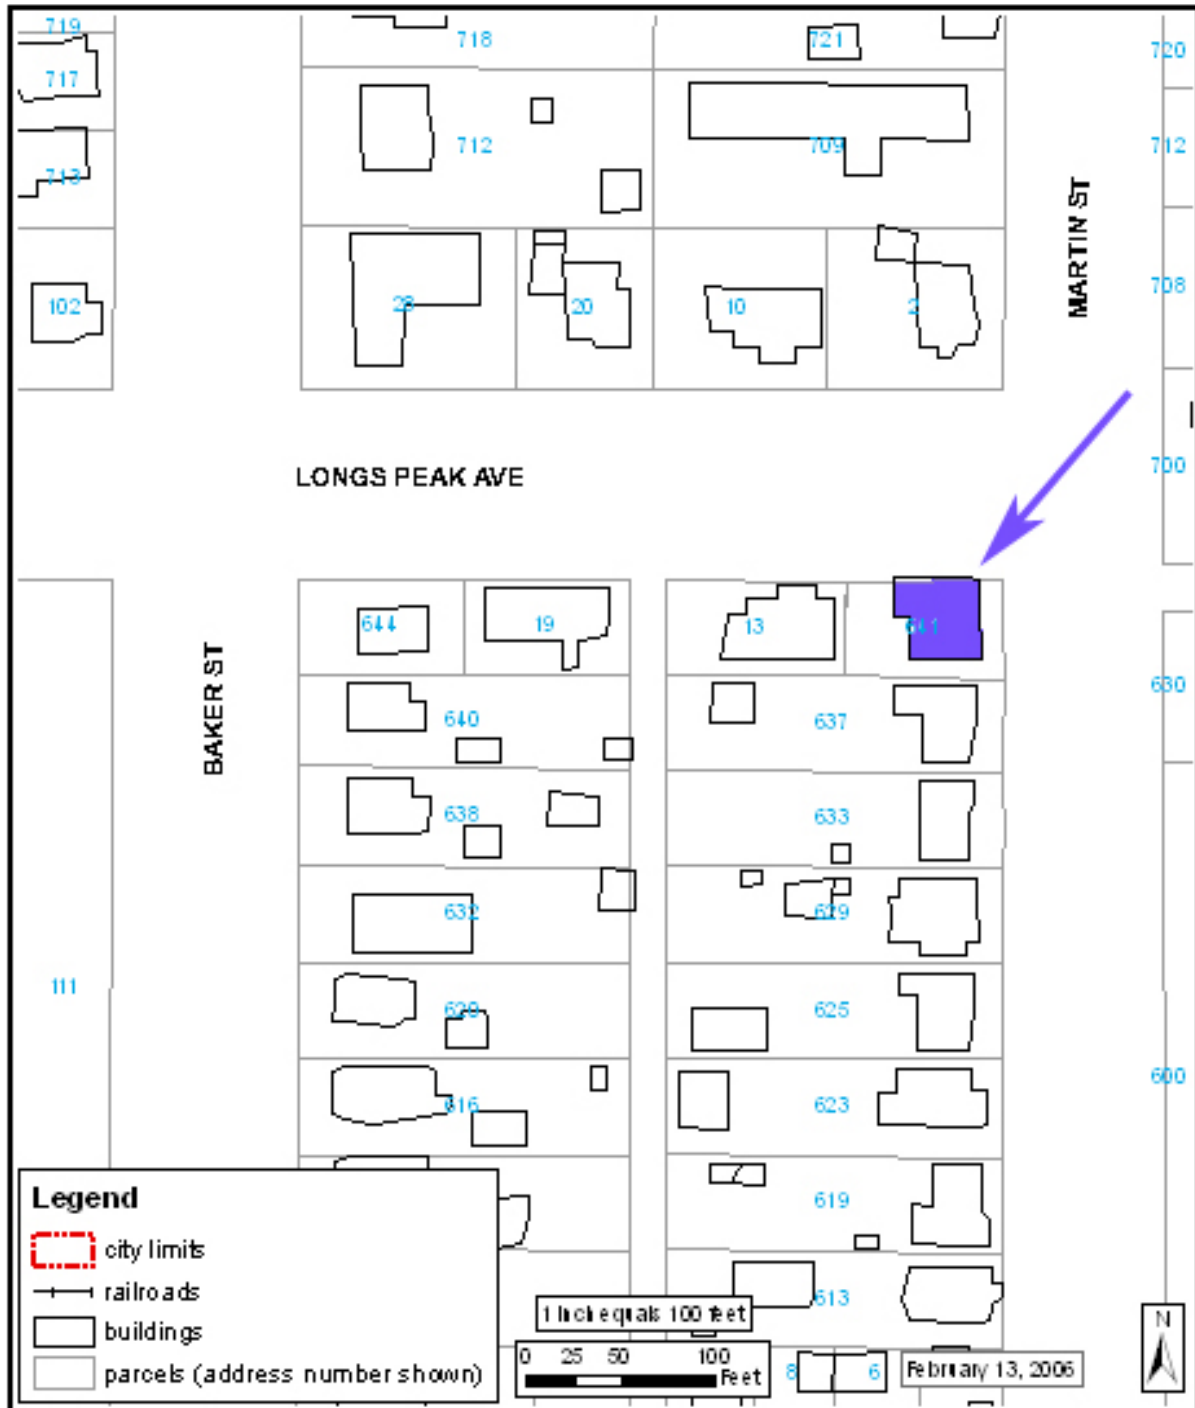 719
718
721
720
717
712
709
712
713
MARTIN ST
102
28
20
10
2
708
LONGS PEAK AVE
700
644
19
13
641
BAKER ST
640
637
630
638
633
632
629
111
620
625
616
623
600
619
613
Legend
city limits
railroads
buildings
parcels (address number shown)
1 inch equals 100 feet
0 25 50 100
Feet
8
6
February 13, 2006
N